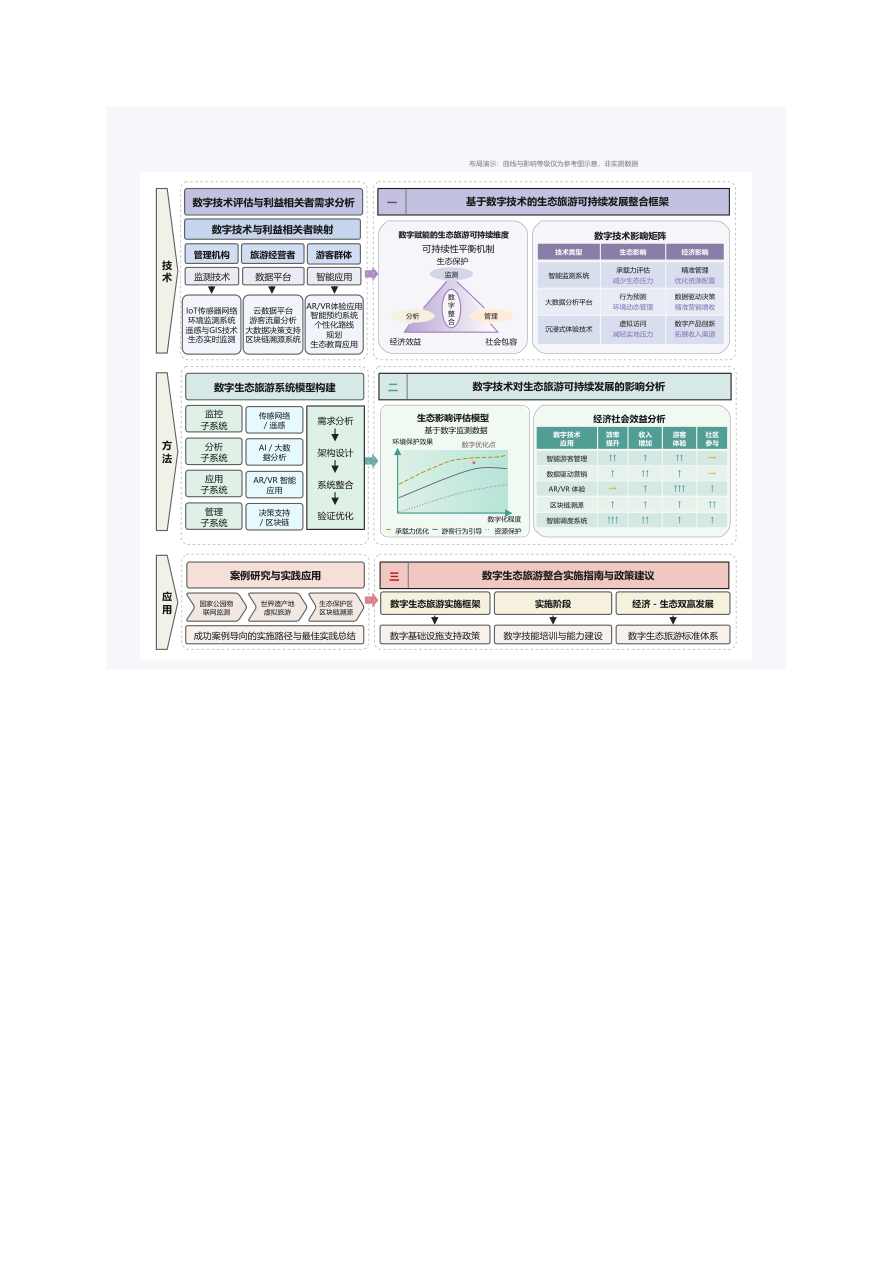 布局演示：曲线与影响等级仅为参考图示意，非实测数据
技
术
数字技术评估与利益相关者需求分析
数字技术与利益相关者映射
管理机构
旅游经营者
游客群体
监测技术
数据平台
智能应用
IoT传感器网络
环境监测系统
遥感与GIS技术
生态实时监测
云数据平台
游客流量分析
大数据决策支持
区块链溯源系统
AR/VR体验应用
智能预约系统
个性化路线
规划
生态教育应用
一
基于数字技术的生态旅游可持续发展整合框架
数字赋能的生态旅游可持续维度
可持续性平衡机制
生态保护
监测
数
字
整
合
分析
管理
经济效益
社会包容
数字技术影响矩阵
技术类型 生态影响 经济影响
智能监测系统
承载力评估
减少生态压力
精准管理
优化资源配置
大数据分析平台
行为预测
环境动态管理
数据驱动决策
精准营销增收
沉浸式体验技术
虚拟访问
减轻实地压力
数字产品创新
拓展收入渠道
方
法
数字生态旅游系统模型构建
监控
子系统
传感网络
/ 遥感
分析
子系统
AI / 大数
据分析
应用
子系统
AR/VR 智能
应用
管理
子系统
决策支持
/ 区块链
需求分析
架构设计
系统整合
验证优化
二
数字技术对生态旅游可持续发展的影响分析
生态影响评估模型
基于数字监测数据
环境保护效果
数字优化点
数字化程度
承载力优化 游客行为引导 资源保护
经济社会效益分析
数字技术
应用
效率
提升
收入
增加
游客
体验
社区
参与
智能游客管理 ↑↑ ↑ ↑↑ →
数据驱动营销 ↑ ↑↑ ↑ →
AR/VR 体验 → ↑ ↑↑↑ ↑
区块链溯源 ↑ ↑ ↑ ↑↑
智能调度系统 ↑↑↑ ↑↑ ↑ ↑
应
用
案例研究与实践应用
国家公园物
联网监测
世界遗产地
虚拟旅游
生态保护区
区块链溯源
成功案例导向的实施路径与最佳实践总结
三
数字生态旅游整合实施指南与政策建议
数字生态旅游实施框架
实施阶段
经济 - 生态双赢发展
数字基础设施支持政策
数字技能培训与能力建设
数字生态旅游标准体系